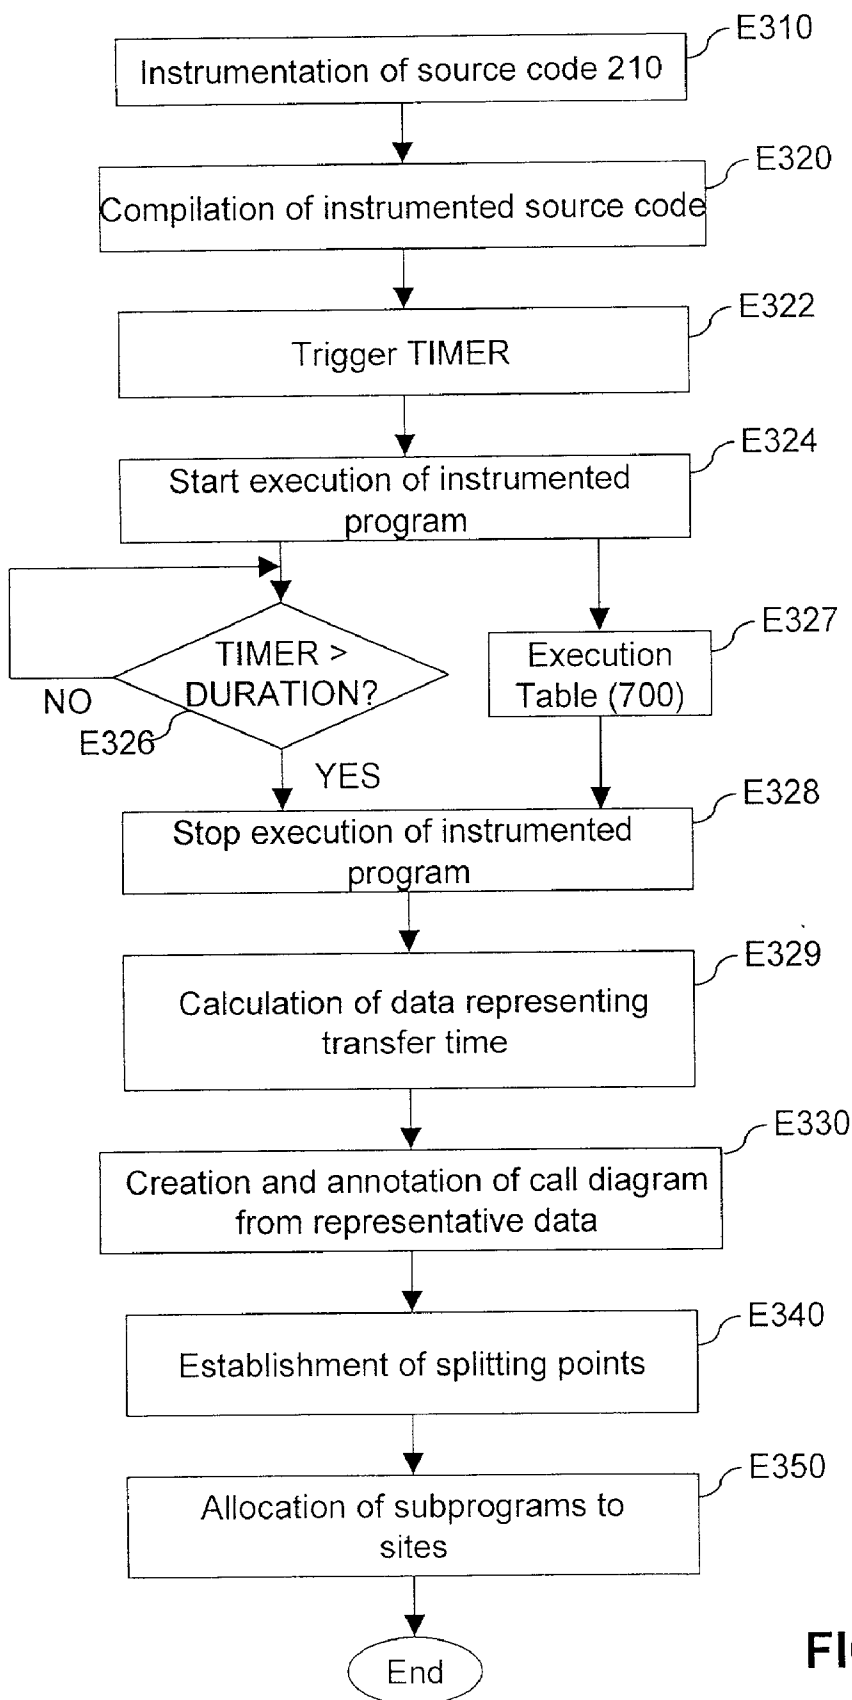 E310
Instrumentation of source code 210
E320
Compilation of instrumented source code
E322
Trigger TIMER
E324
Start execution of instrumented
program
TIMER >
DURATION?
NO
E326
YES
E327
Execution
Table (700)
E328
Stop execution of instrumented
program
E329
Calculation of data representing
transfer time
E330
Creation and annotation of call diagram
from representative data
E340
Establishment of splitting points
E350
Allocation of subprograms to
sites
End